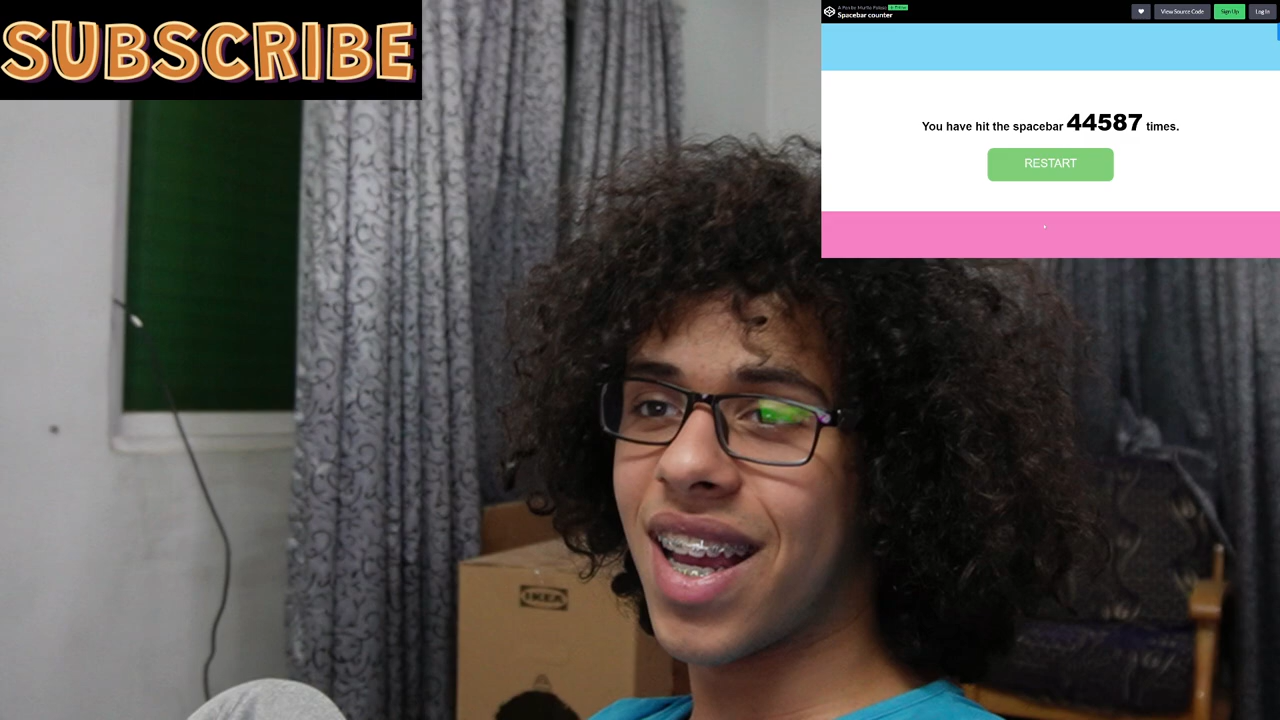 SUBSCRIBE
Spacebar counter
View Source Code
Sign Up
Log In
You have hit the spacebar 44587 times.
RESTART
IKEA